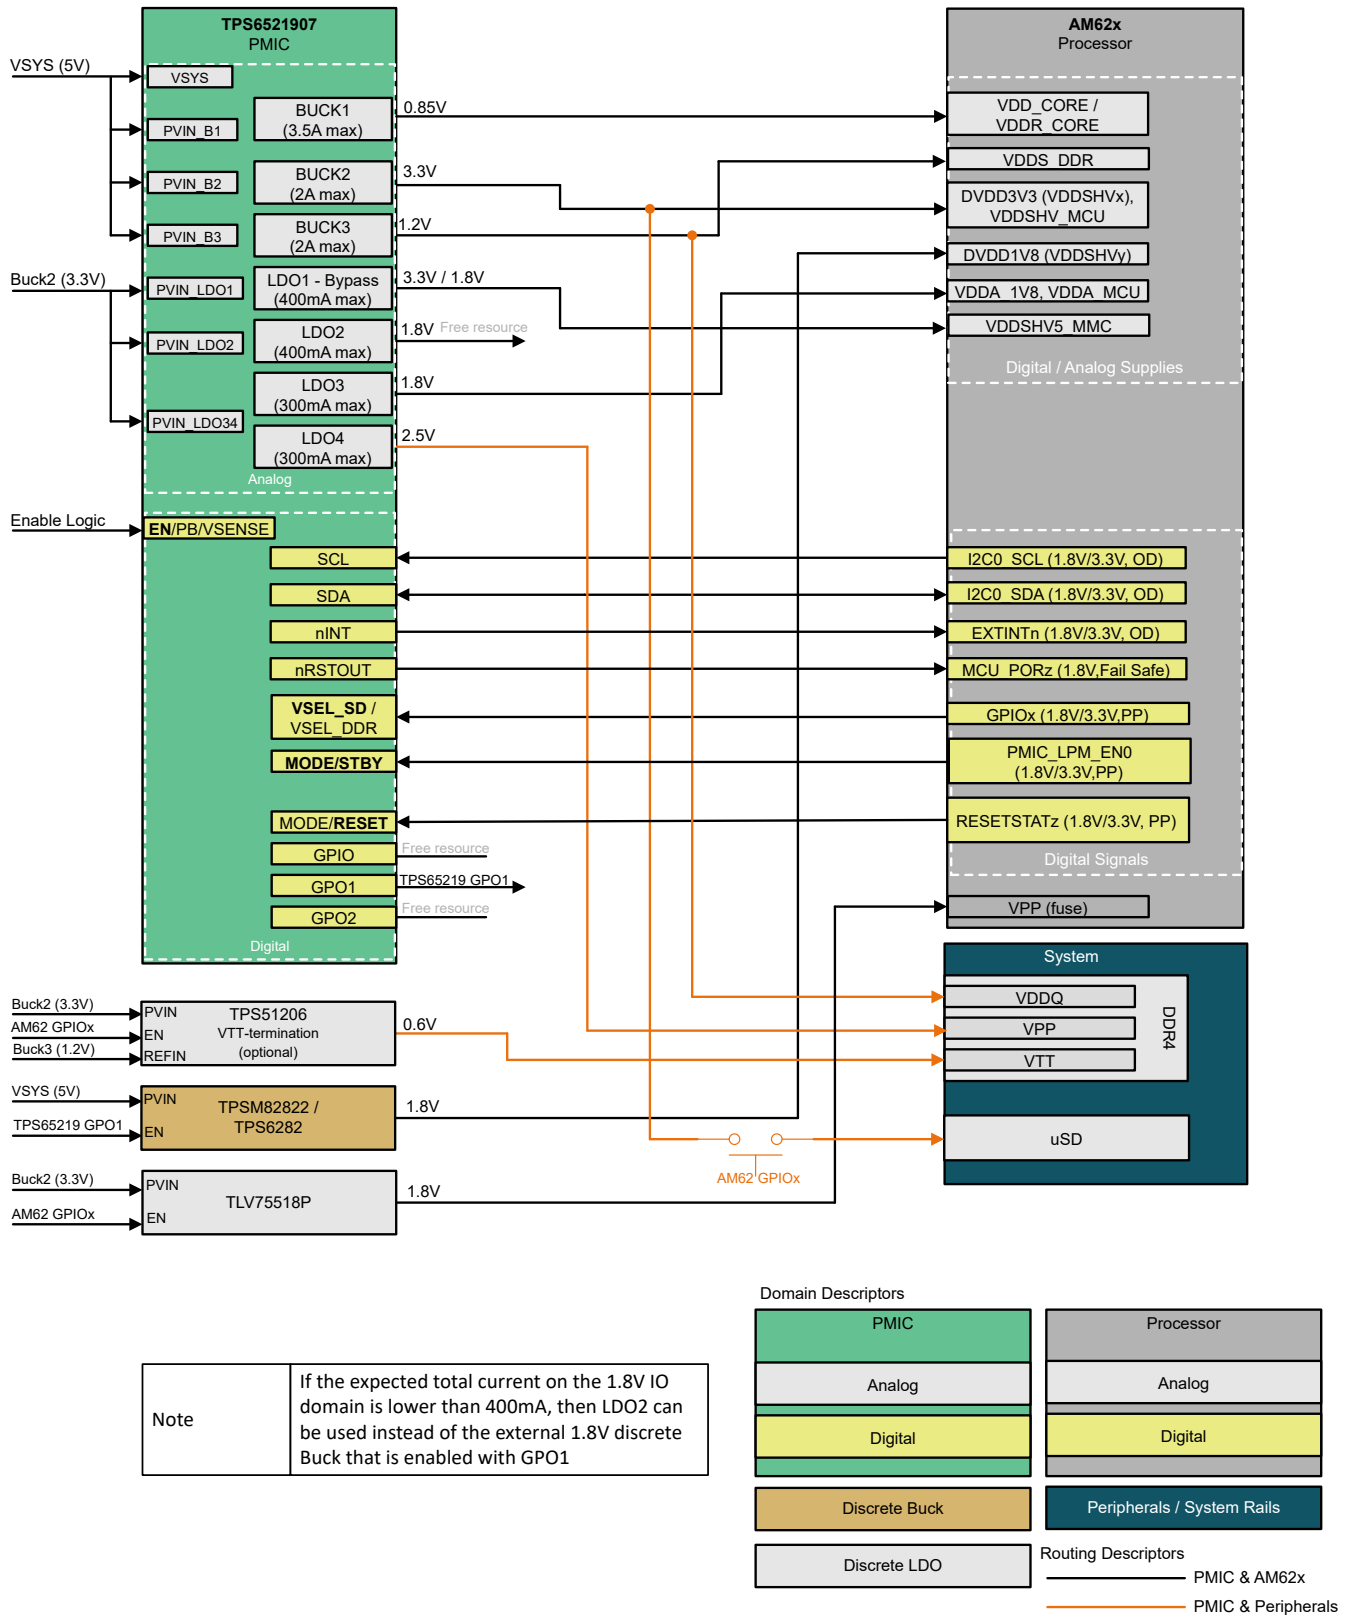 TPS6521907
PMIC
VSYS (5V)
VSYS
PVIN_B1
PVIN_B2
PVIN_B3
Buck2 (3.3V)
PVIN_LDO1
PVIN_LDO2
PVIN_LDO34
BUCK1
(3.5A max)
0.85V
BUCK2
(2A max)
3.3V
BUCK3
(2A max)
1.2V
LDO1 - Bypass
(400mA max)
3.3V / 1.8V
LDO2
(400mA max)
1.8V Free resource
LDO3
(300mA max)
1.8V
LDO4
(300mA max)
2.5V
Analog
Enable Logic
EN/PB/VSENSE
SCL
SDA
nINT
nRSTOUT
VSEL_SD /
VSEL_DDR
MODE/STBY
MODE/RESET
GPIO
Free resource
GPO1
TPS65219 GPO1
GPO2
Free resource
Digital
AM62x
Processor
VDD_CORE /
VDDR_CORE
VDDS_DDR
DVDD3V3 (VDDSHVx),
VDDSHV_MCU
DVDD1V8 (VDDSHVy)
VDDA_1V8, VDDA_MCU
VDDSHV5_MMC
Digital / Analog Supplies
I2C0_SCL (1.8V/3.3V, OD)
I2C0_SDA (1.8V/3.3V, OD)
EXTINTn (1.8V/3.3V, OD)
MCU_PORz (1.8V,Fail Safe)
GPIOx (1.8V/3.3V,PP)
PMIC_LPM_EN0
(1.8V/3.3V,PP)
RESETSTATz (1.8V/3.3V, PP)
Digital Signals
VPP (fuse)
System
VDDQ
VPP
VTT
DDR4
uSD
Buck2 (3.3V)
AM62 GPIOx
Buck3 (1.2V)
PVIN
EN
REFIN
TPS51206
VTT-termination
(optional)
0.6V
VSYS (5V)
TPS65219 GPO1
PVIN
EN
TPSM82822 /
TPS6282
1.8V
AM62 GPIOx
Buck2 (3.3V)
AM62 GPIOx
PVIN
EN
TLV75518P
1.8V
Note
If the expected total current on the 1.8V IO
domain is lower than 400mA, then LDO2 can
be used instead of the external 1.8V discrete
Buck that is enabled with GPO1
Domain Descriptors
PMIC
Analog
Digital
Processor
Analog
Digital
Discrete Buck
Peripherals / System Rails
Discrete LDO
Routing Descriptors
PMIC & AM62x
PMIC & Peripherals